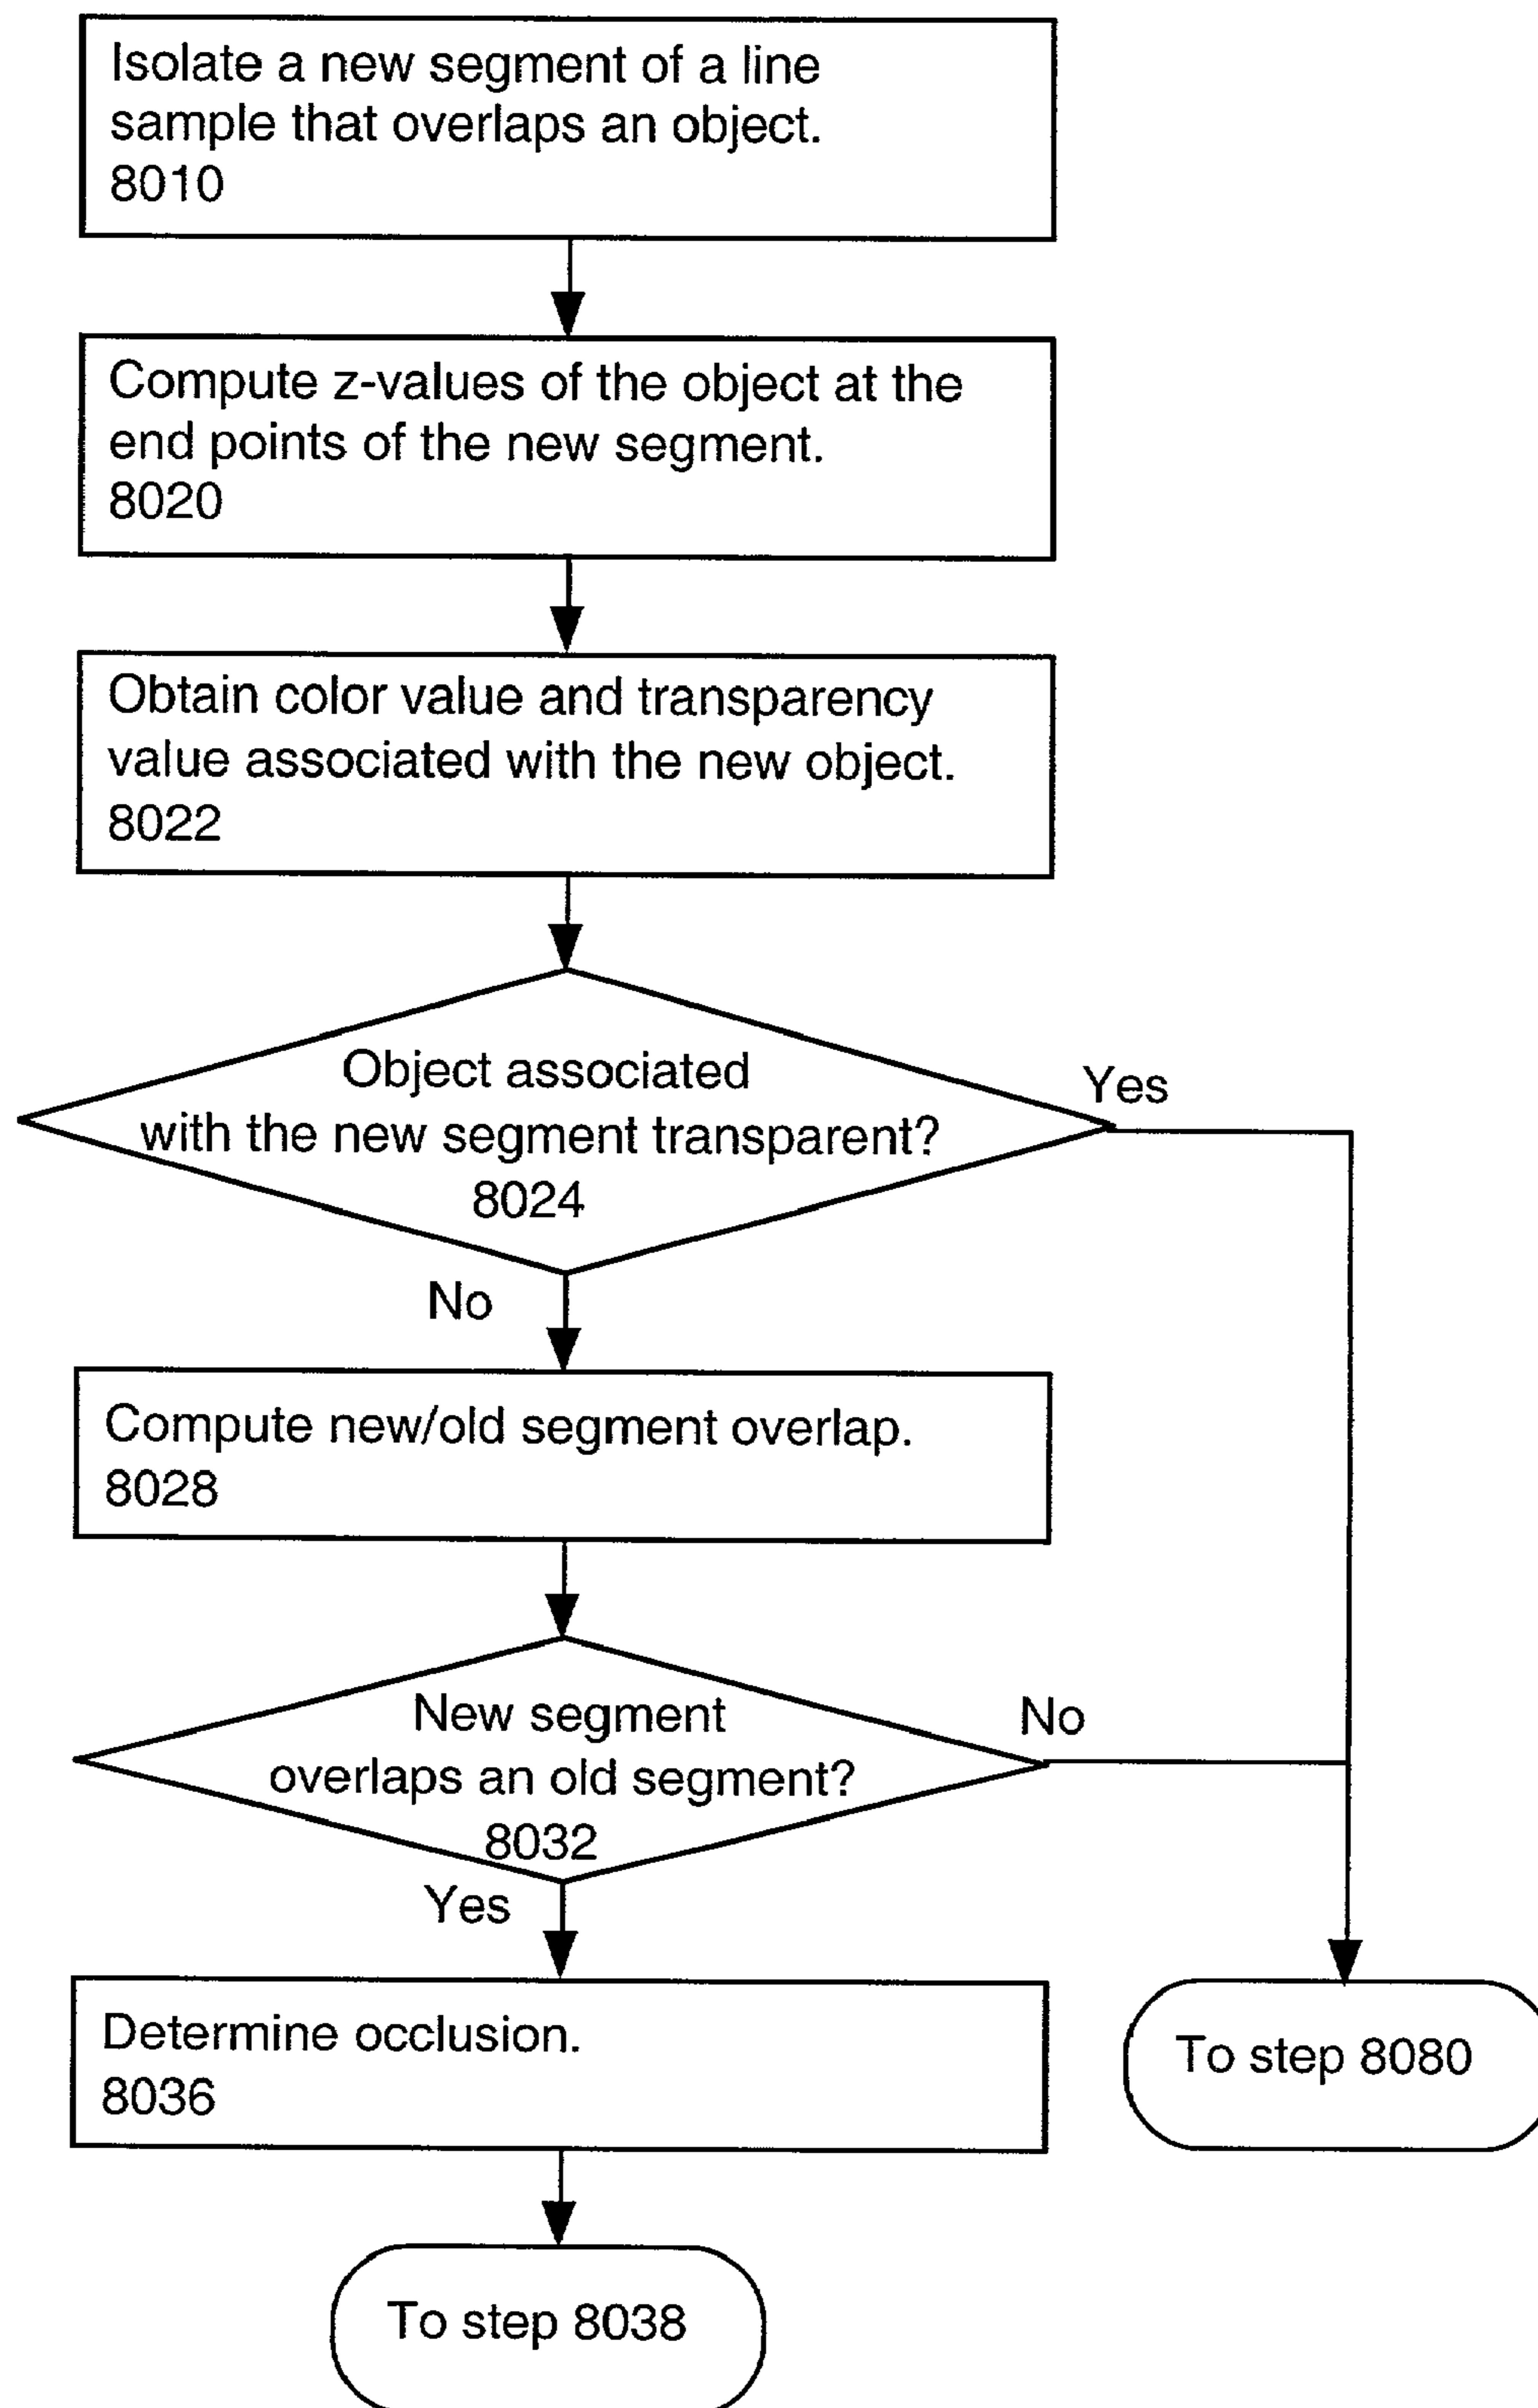 Isolate a new segment of a line
sample that overlaps an object.
8010
Compute z-values of the object at the
end points of the new segment.
8020
Obtain color value and transparency
value associated with the new object.
8022
Object associated
with the new segment transparent?
8024
Yes
No
Compute new/old segment overlap.
8028
New segment
overlaps an old segment?
8032
No
Yes
Determine occlusion.
8036
To step 8080
To step 8038